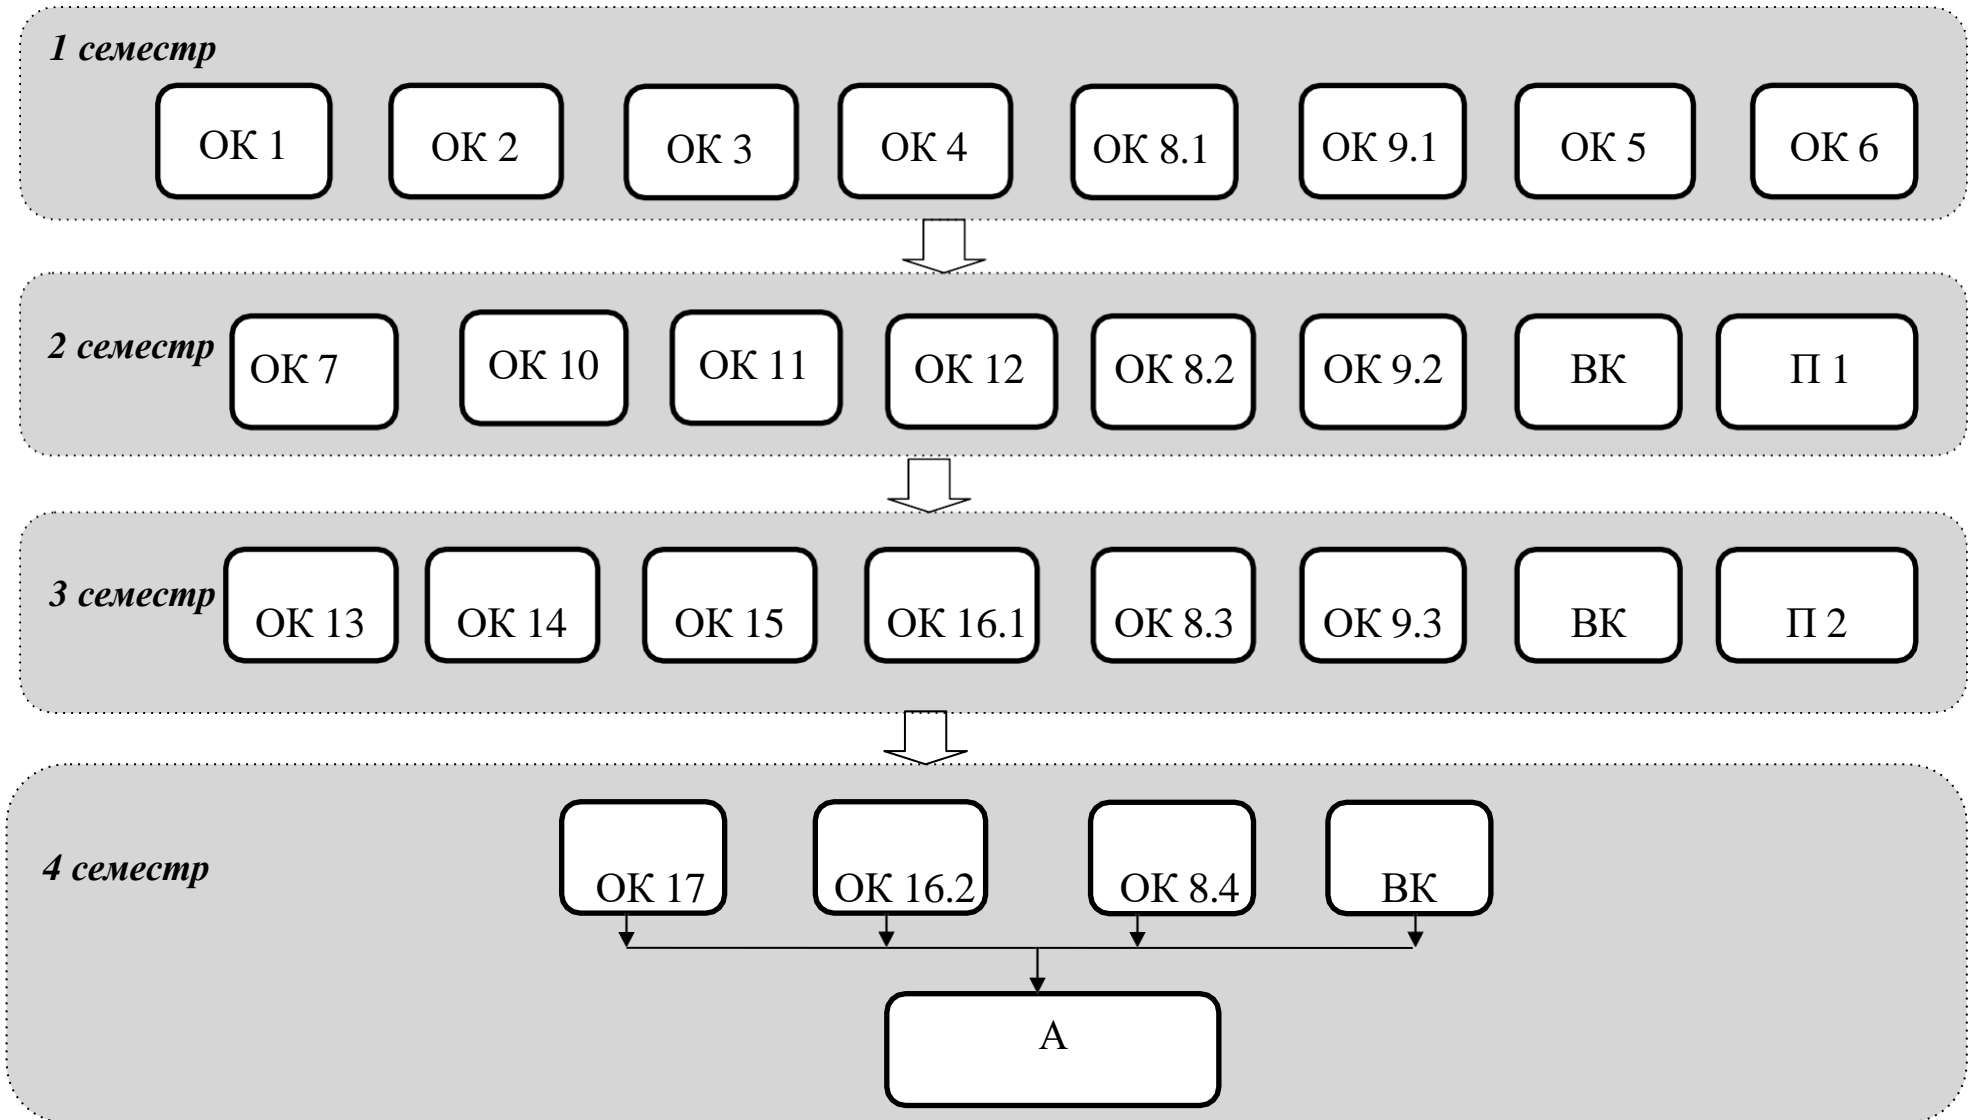 1 семестр
ОК 1 ОК 2 ОК 3 ОК 4 ОК 8.1 ОК 9.1 ОК 5 ОК 6
2 семестр
ОК 7 ОК 10 ОК 11 ОК 12 ОК 8.2 ОК 9.2 ВК П 1
3 семестр
ОК 13 ОК 14 ОК 15 ОК 16.1 ОК 8.3 ОК 9.3 ВК П 2
4 семестр
ОК 17 ОК 16.2 ОК 8.4 ВК
А